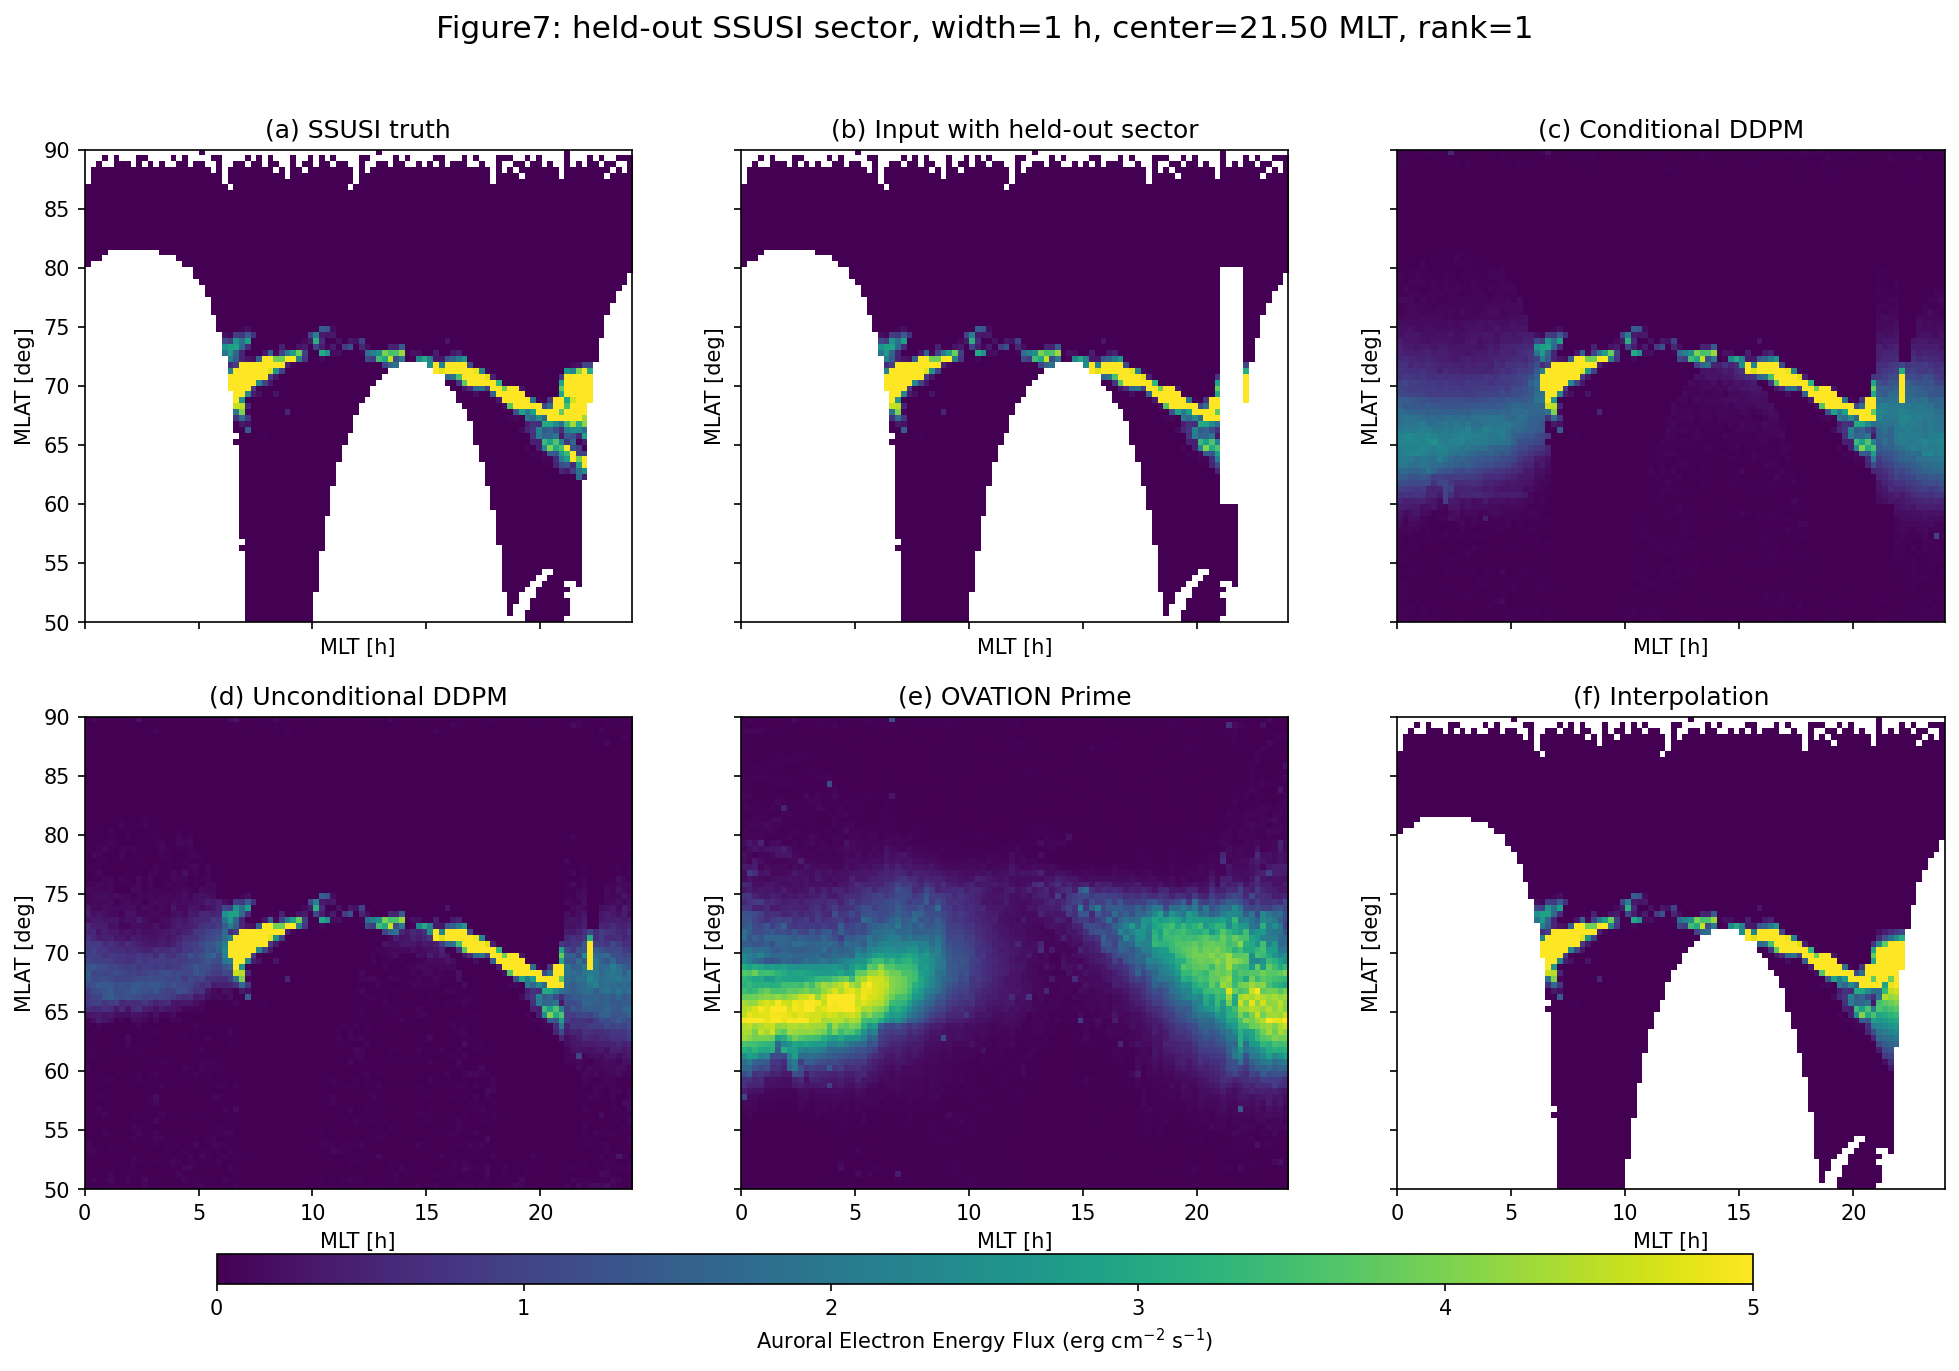 Figure7: held-out SSUSI sector, width=1 h, center=21.50 MLT, rank=1
(a) SSUSI truth
(b) Input with held-out sector
(c) Conditional DDPM
90
85
80
75
70
65
60
55
50
MLAT [deg]
MLAT [deg]
MLAT [deg]
MLT [h]
MLT [h]
MLT [h]
(d) Unconditional DDPM
(e) OVATION Prime
(f) Interpolation
90
85
80
75
70
65
60
55
50
MLAT [deg]
MLAT [deg]
MLAT [deg]
0 5 10 15 20
0 5 10 15 20
0 5 10 15 20
MLT [h]
MLT [h]
MLT [h]
0 1 2 3 4 5
Auroral Electron Energy Flux (erg cm⁻² s⁻¹)